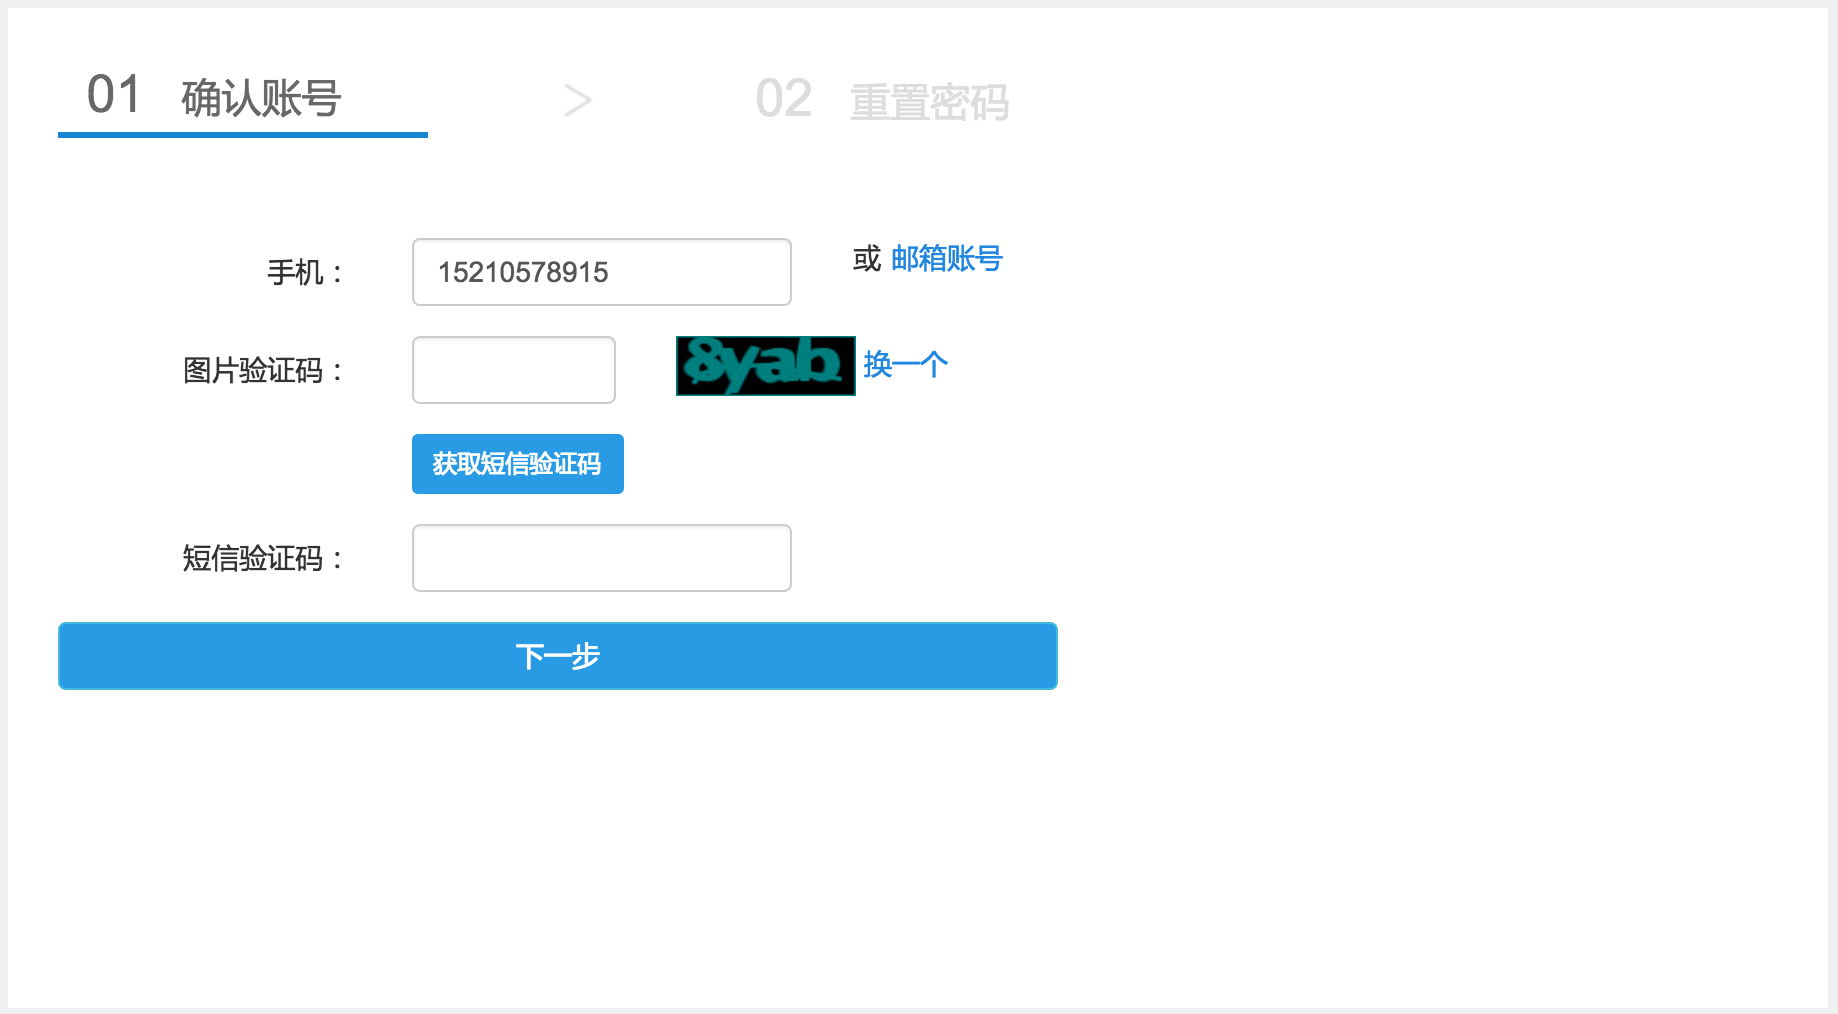 01 确认账号 > 02 重置密码
手机： 15210578915 或 邮箱账号
图片验证码： 8yab 换一个
获取短信验证码
短信验证码：
下一步